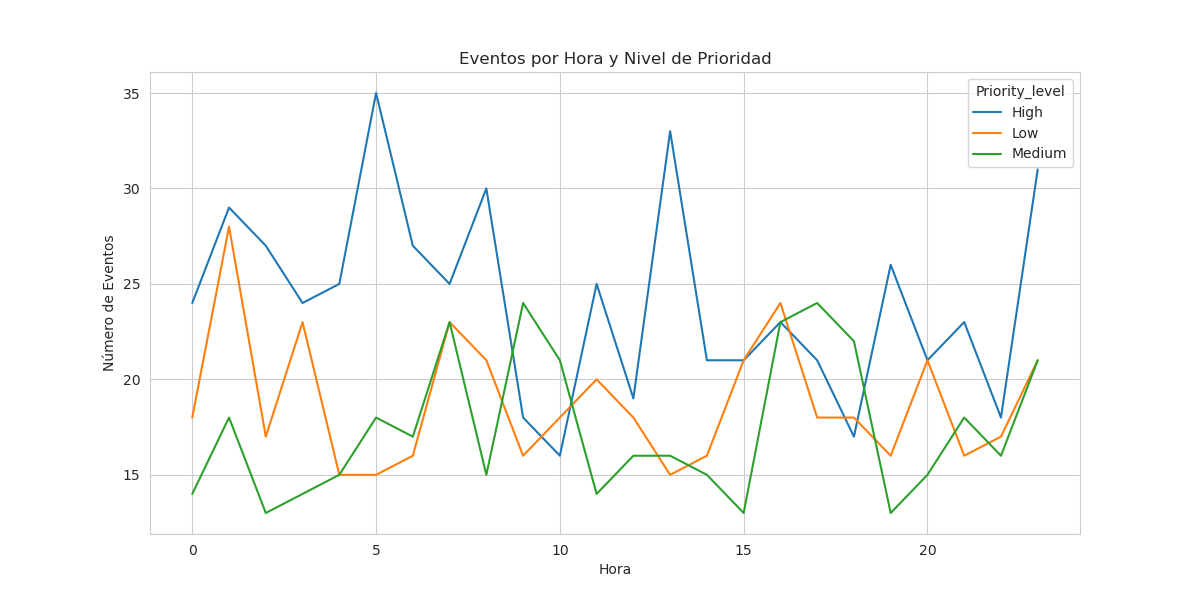 Eventos por Hora y Nivel de Prioridad
Priority_level
High
Low
Medium
Número de Eventos
35
30
25
20
15
0
5
10
15
20
Hora